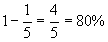 1 - 1/5 = 4/5 = 80%